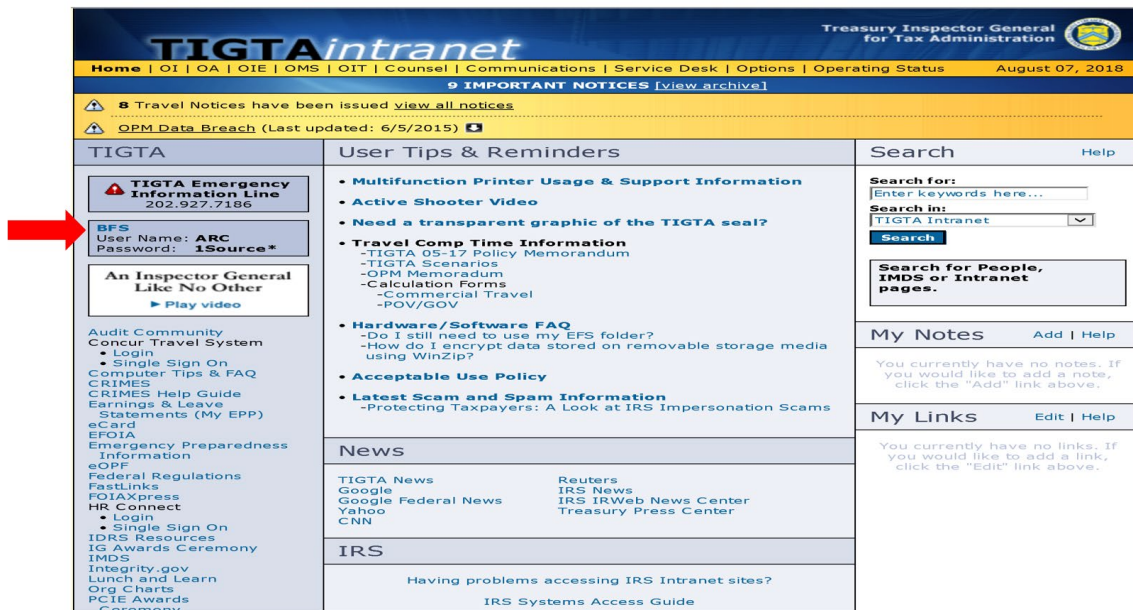 TIGTAintranet
Treasury Inspector General
for Tax Administration
Home | OI | OA | OIE | OMS | OIT | Counsel | Communications | Service Desk | Options | Operating Status August 07, 2018
9 IMPORTANT NOTICES [view archive]
8 Travel Notices have been issued view all notices
OPM Data Breach (Last updated: 6/5/2015)
TIGTA
TIGTA Emergency
Information Line
202.927.7186
BFS
User Name: ARC
Password: 1Source*
An Inspector General
Like No Other
Play video
Audit Community
Concur Travel System
• Login
• Single Sign On
Computer Tips & FAQ
CRIMES
CRIMES Help Guide
Earnings & Leave
Statements (My EPP)
eCard
EFOIA
Emergency Preparedness
Information
eOPF
Federal Regulations
FastLinks
FOIAXpress
HR Connect
• Login
• Single Sign On
IDRS Resources
IG Awards Ceremony
IMDS
Integrity.gov
Lunch and Learn
Org Charts
PCIE Awards
Ceremony
User Tips & Reminders
• Multifunction Printer Usage & Support Information
• Active Shooter Video
• Need a transparent graphic of the TIGTA seal?
• Travel Comp Time Information
-TIGTA 05-17 Policy Memorandum
-TIGTA Scenarios
-OPM Memoradum
-Calculation Forms
-Commercial Travel
-POV/GOV
• Hardware/Software FAQ
-Do I still need to use my EFS folder?
-How do I encrypt data stored on removable storage media
using WinZip?
• Acceptable Use Policy
• Latest Scam and Spam Information
-Protecting Taxpayers: A Look at IRS Impersonation Scams
News
TIGTA News
Google
Google Federal News
Yahoo
CNN
Reuters
IRS News
IRS IRWeb News Center
Treasury Press Center
IRS
Having problems accessing IRS Intranet sites?
IRS Systems Access Guide
Search Help
Search for:
Enter keywords here...
Search in:
TIGTA Intranet
Search
Search for People,
IMDS or Intranet
pages.
My Notes Add | Help
You currently have no notes. If
you would like to add a note,
click the "Add" link above.
My Links Edit | Help
You currently have no links. If
you would like to add a link,
click the "Edit" link above.